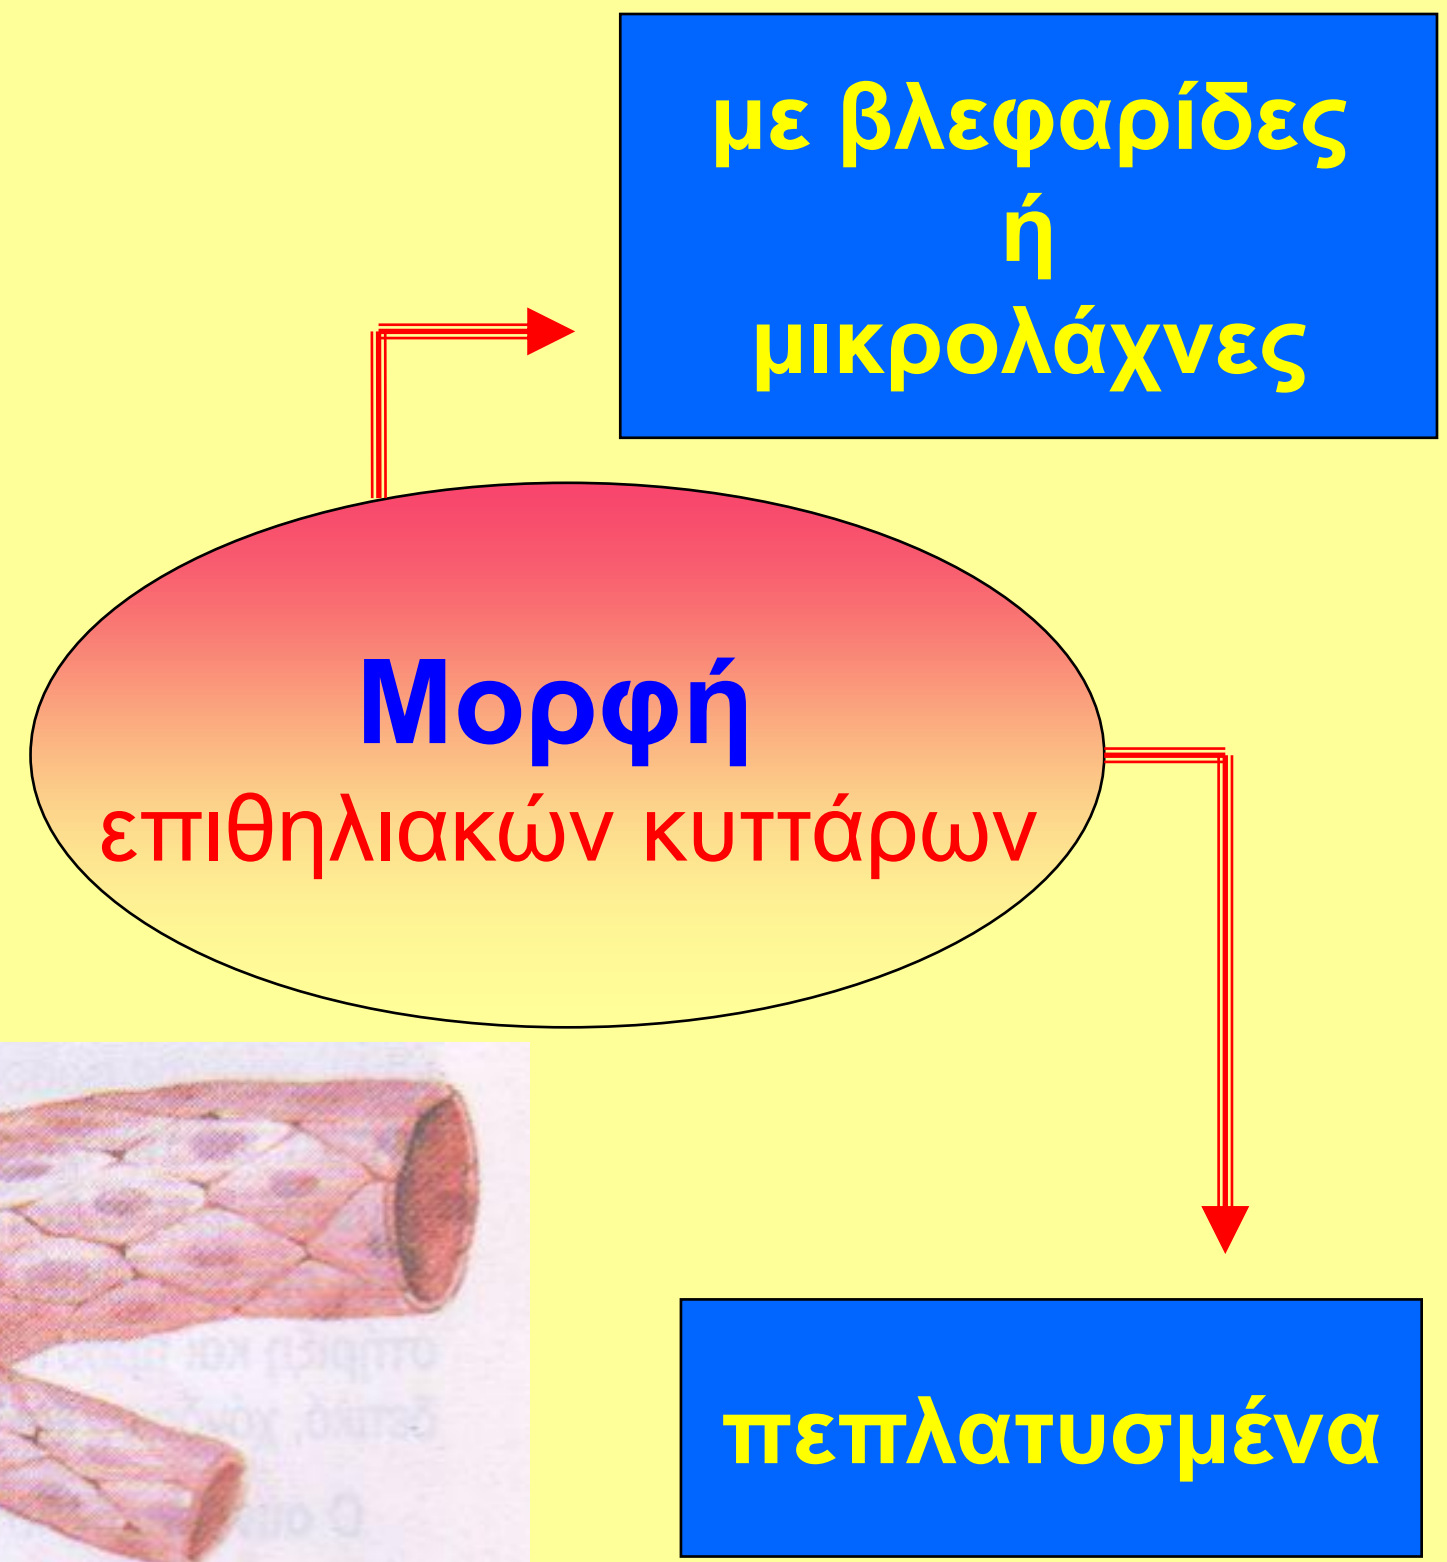 με βλεφαρίδες
ή
μικρολάχνες
Μορφή
επιθηλιακών κυττάρων
πεπλατυσμένα